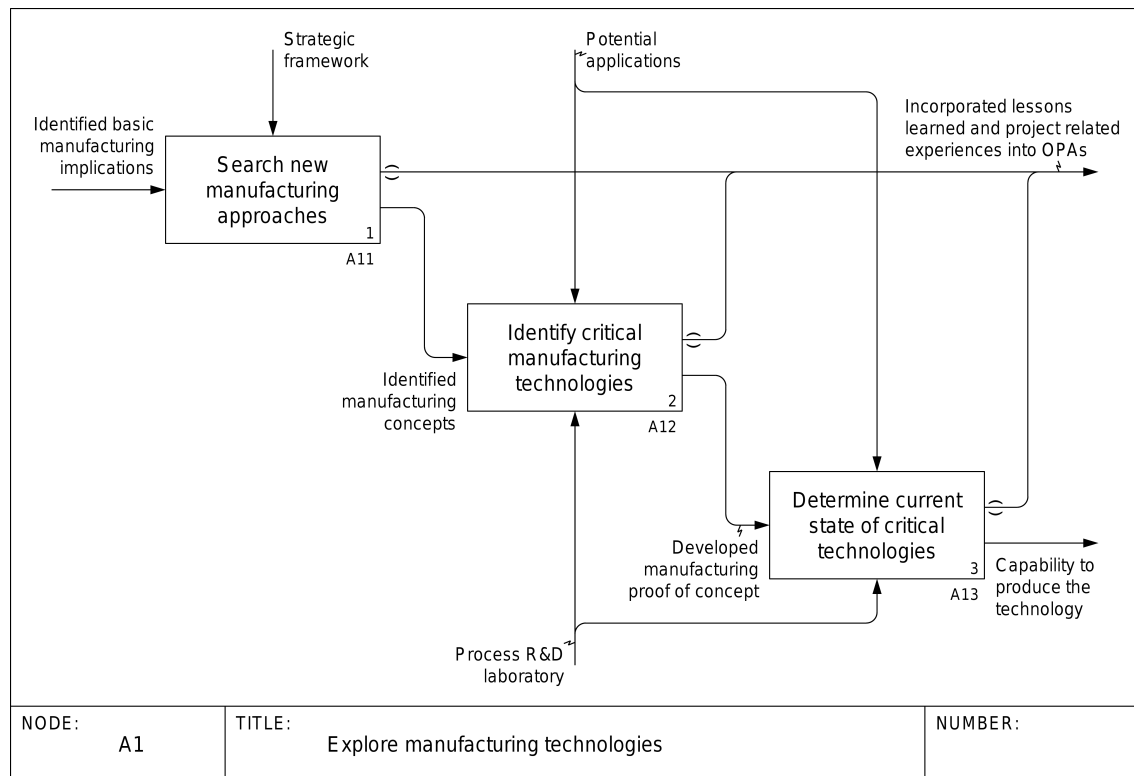 Strategic
framework
Potential
applications
Identified basic
manufacturing
implications
Incorporated lessons
learned and project related
experiences into OPAs
Search new
manufacturing
approaches
1
A11
Identify critical
manufacturing
technologies
2
A12
Identified
manufacturing
concepts
Determine current
state of critical
technologies
3
A13
Developed
manufacturing
proof of concept
Capability to
produce the
technology
Process R&D
laboratory
NODE:
A1
TITLE:
Explore manufacturing technologies
NUMBER: